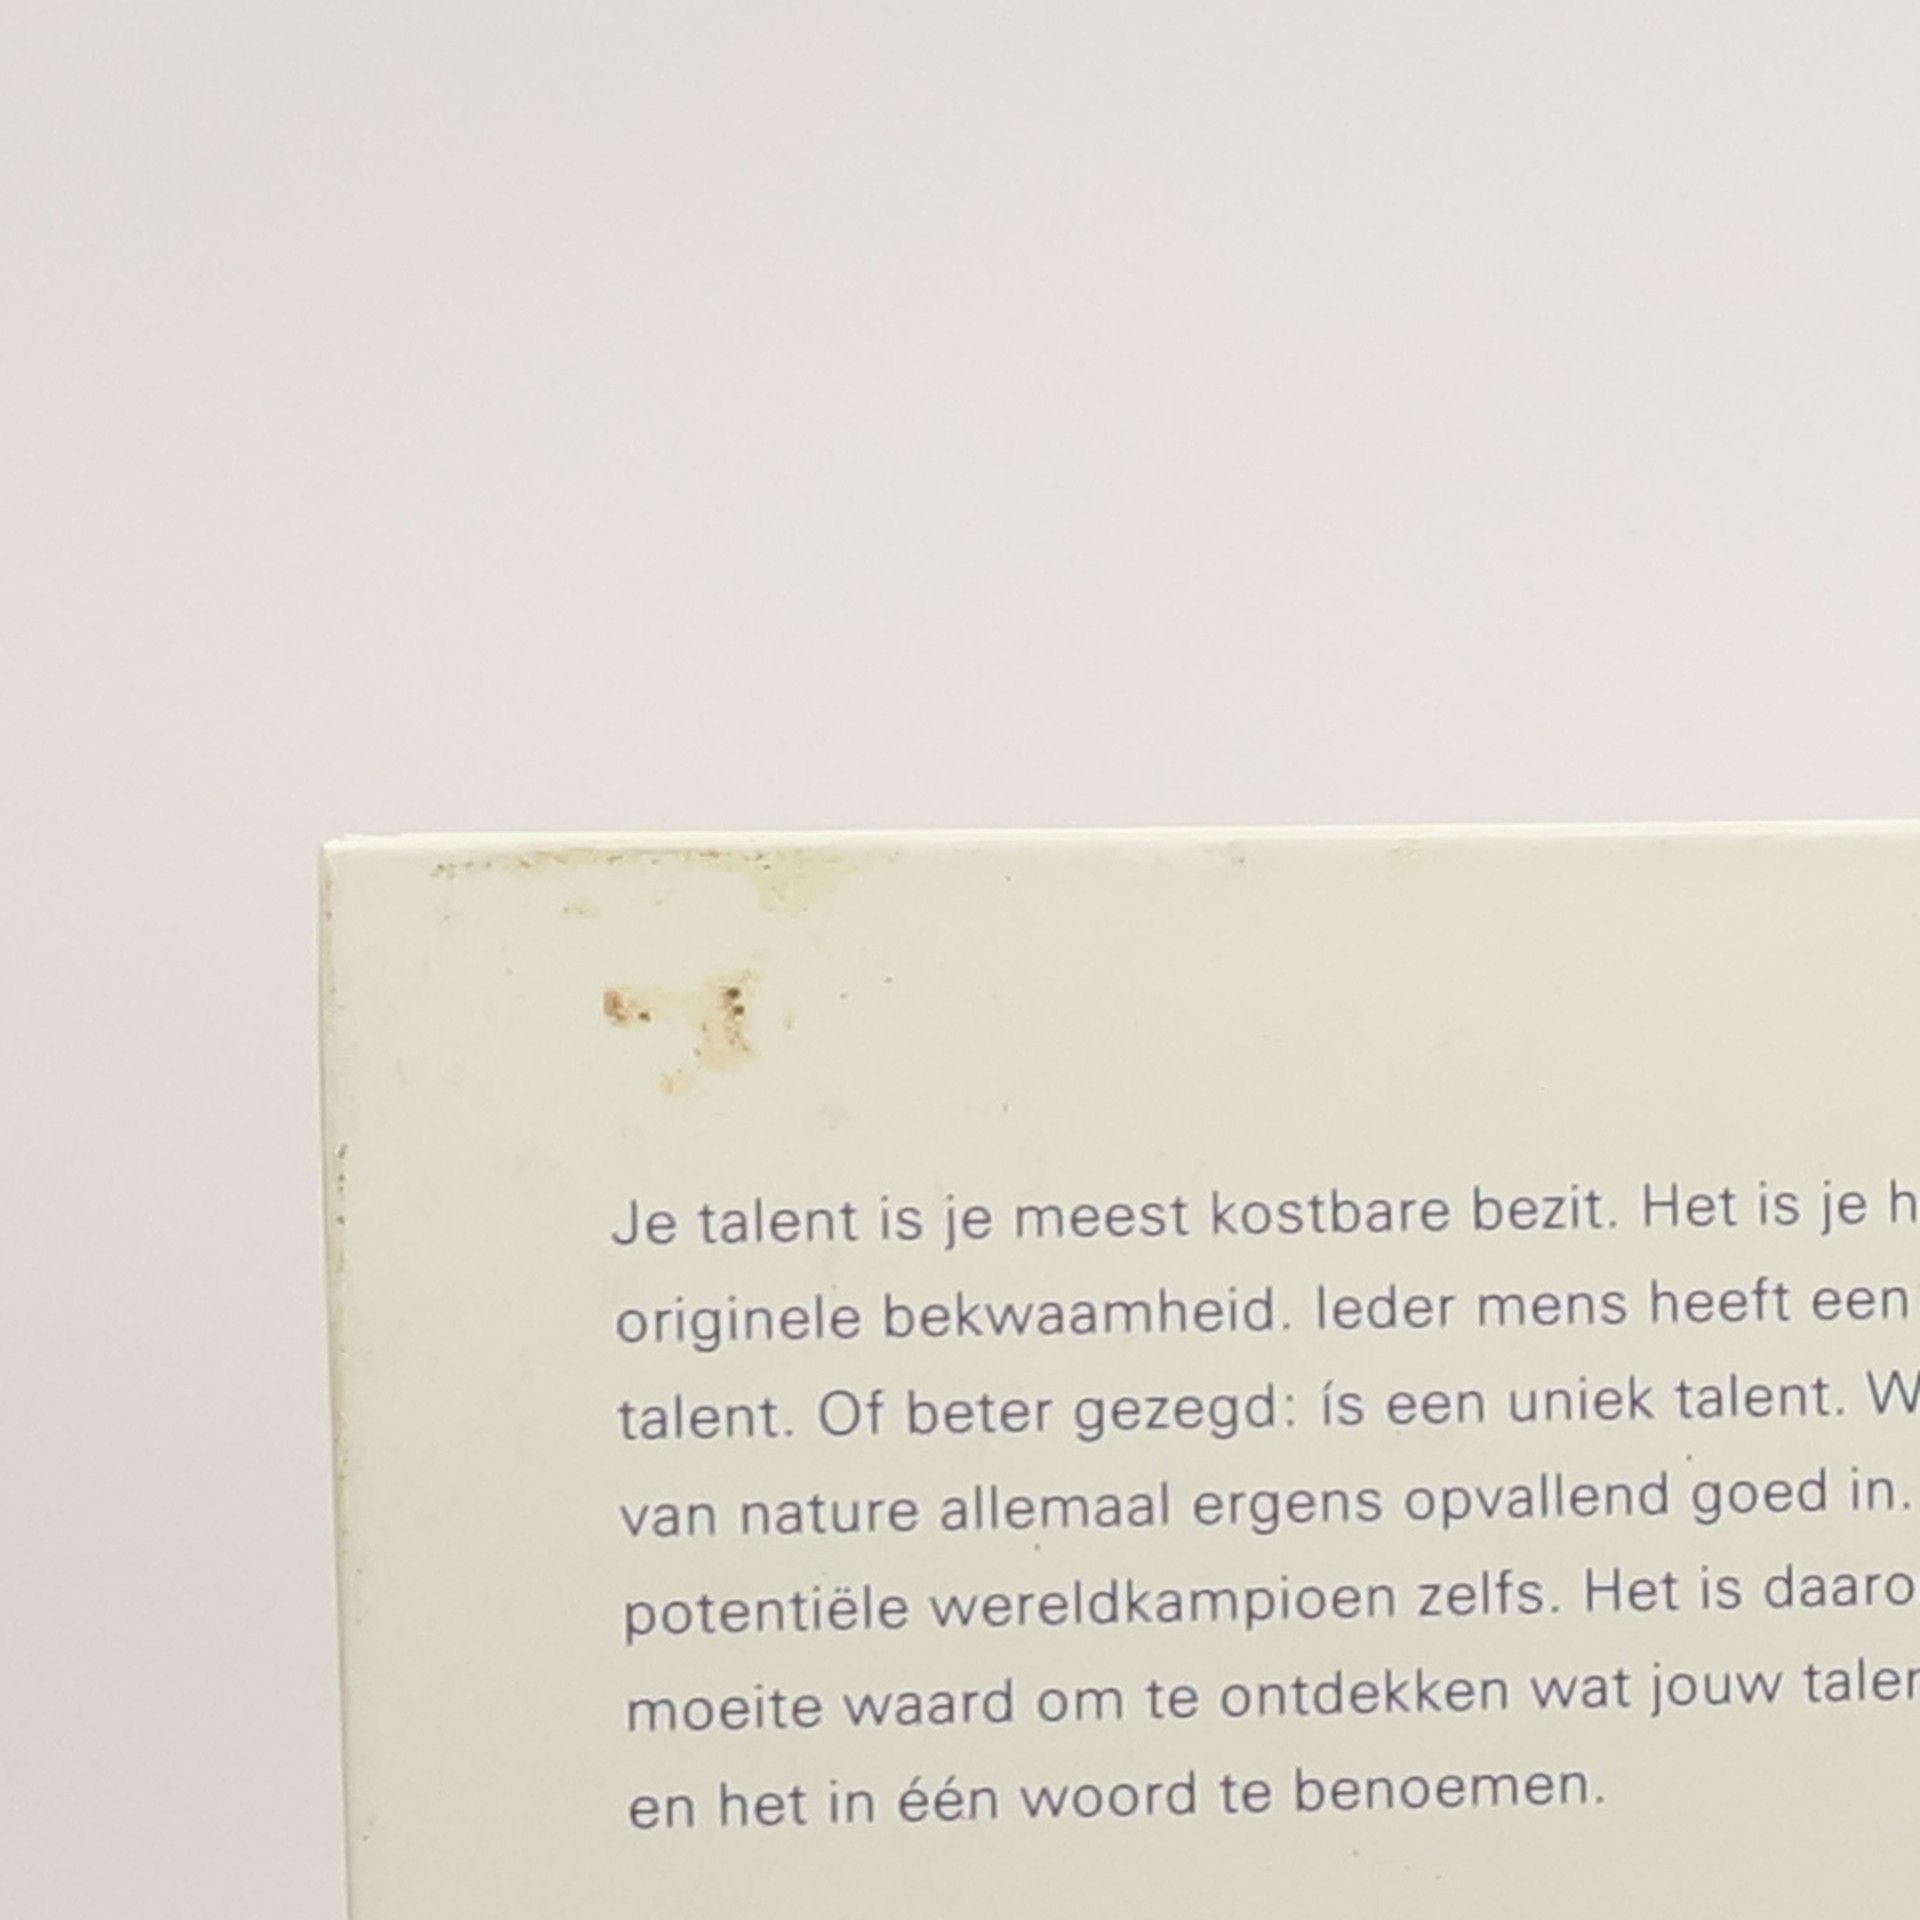 Je talent is je meest kostbare bezit. Het is je
originele bekwaamheid. Ieder mens heeft een
talent. Of beter gezegd: ís een uniek talent.
van nature allemaal ergens opvallend goed in.
potentiële wereldkampioen zelfs. Het is
moeite waard om te ontdekken wat jouw
en het in één woord te benoemen.